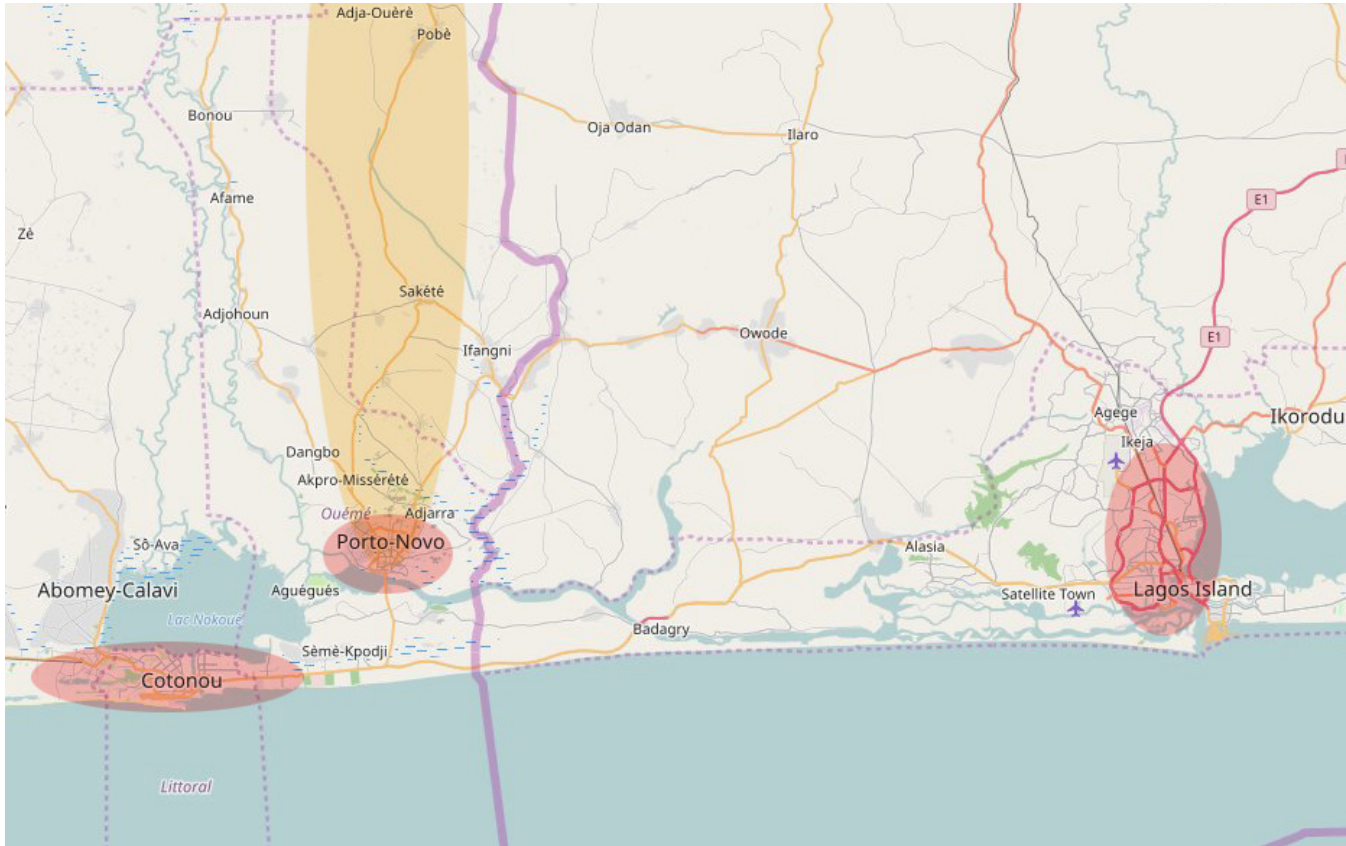 Adja-Ouèrè
Pobè
Bonou
Oja Odan
Ilaro
Afame
E1
Zè
Sakété
Adjohoun
Ifangni
Owode
E1
Agege
Ikorodu
Ikeja
Dangbo
Akpro-Missérété
Ouémé
Adjarra
Porto-Novo
Sô-Ava
Alasia
Abomey-Calavi
Aguégués
Satellite Town
Lagos Island
Lac Nokoué
Badagry
Sèmè-Kpodji
Cotonou
Littoral